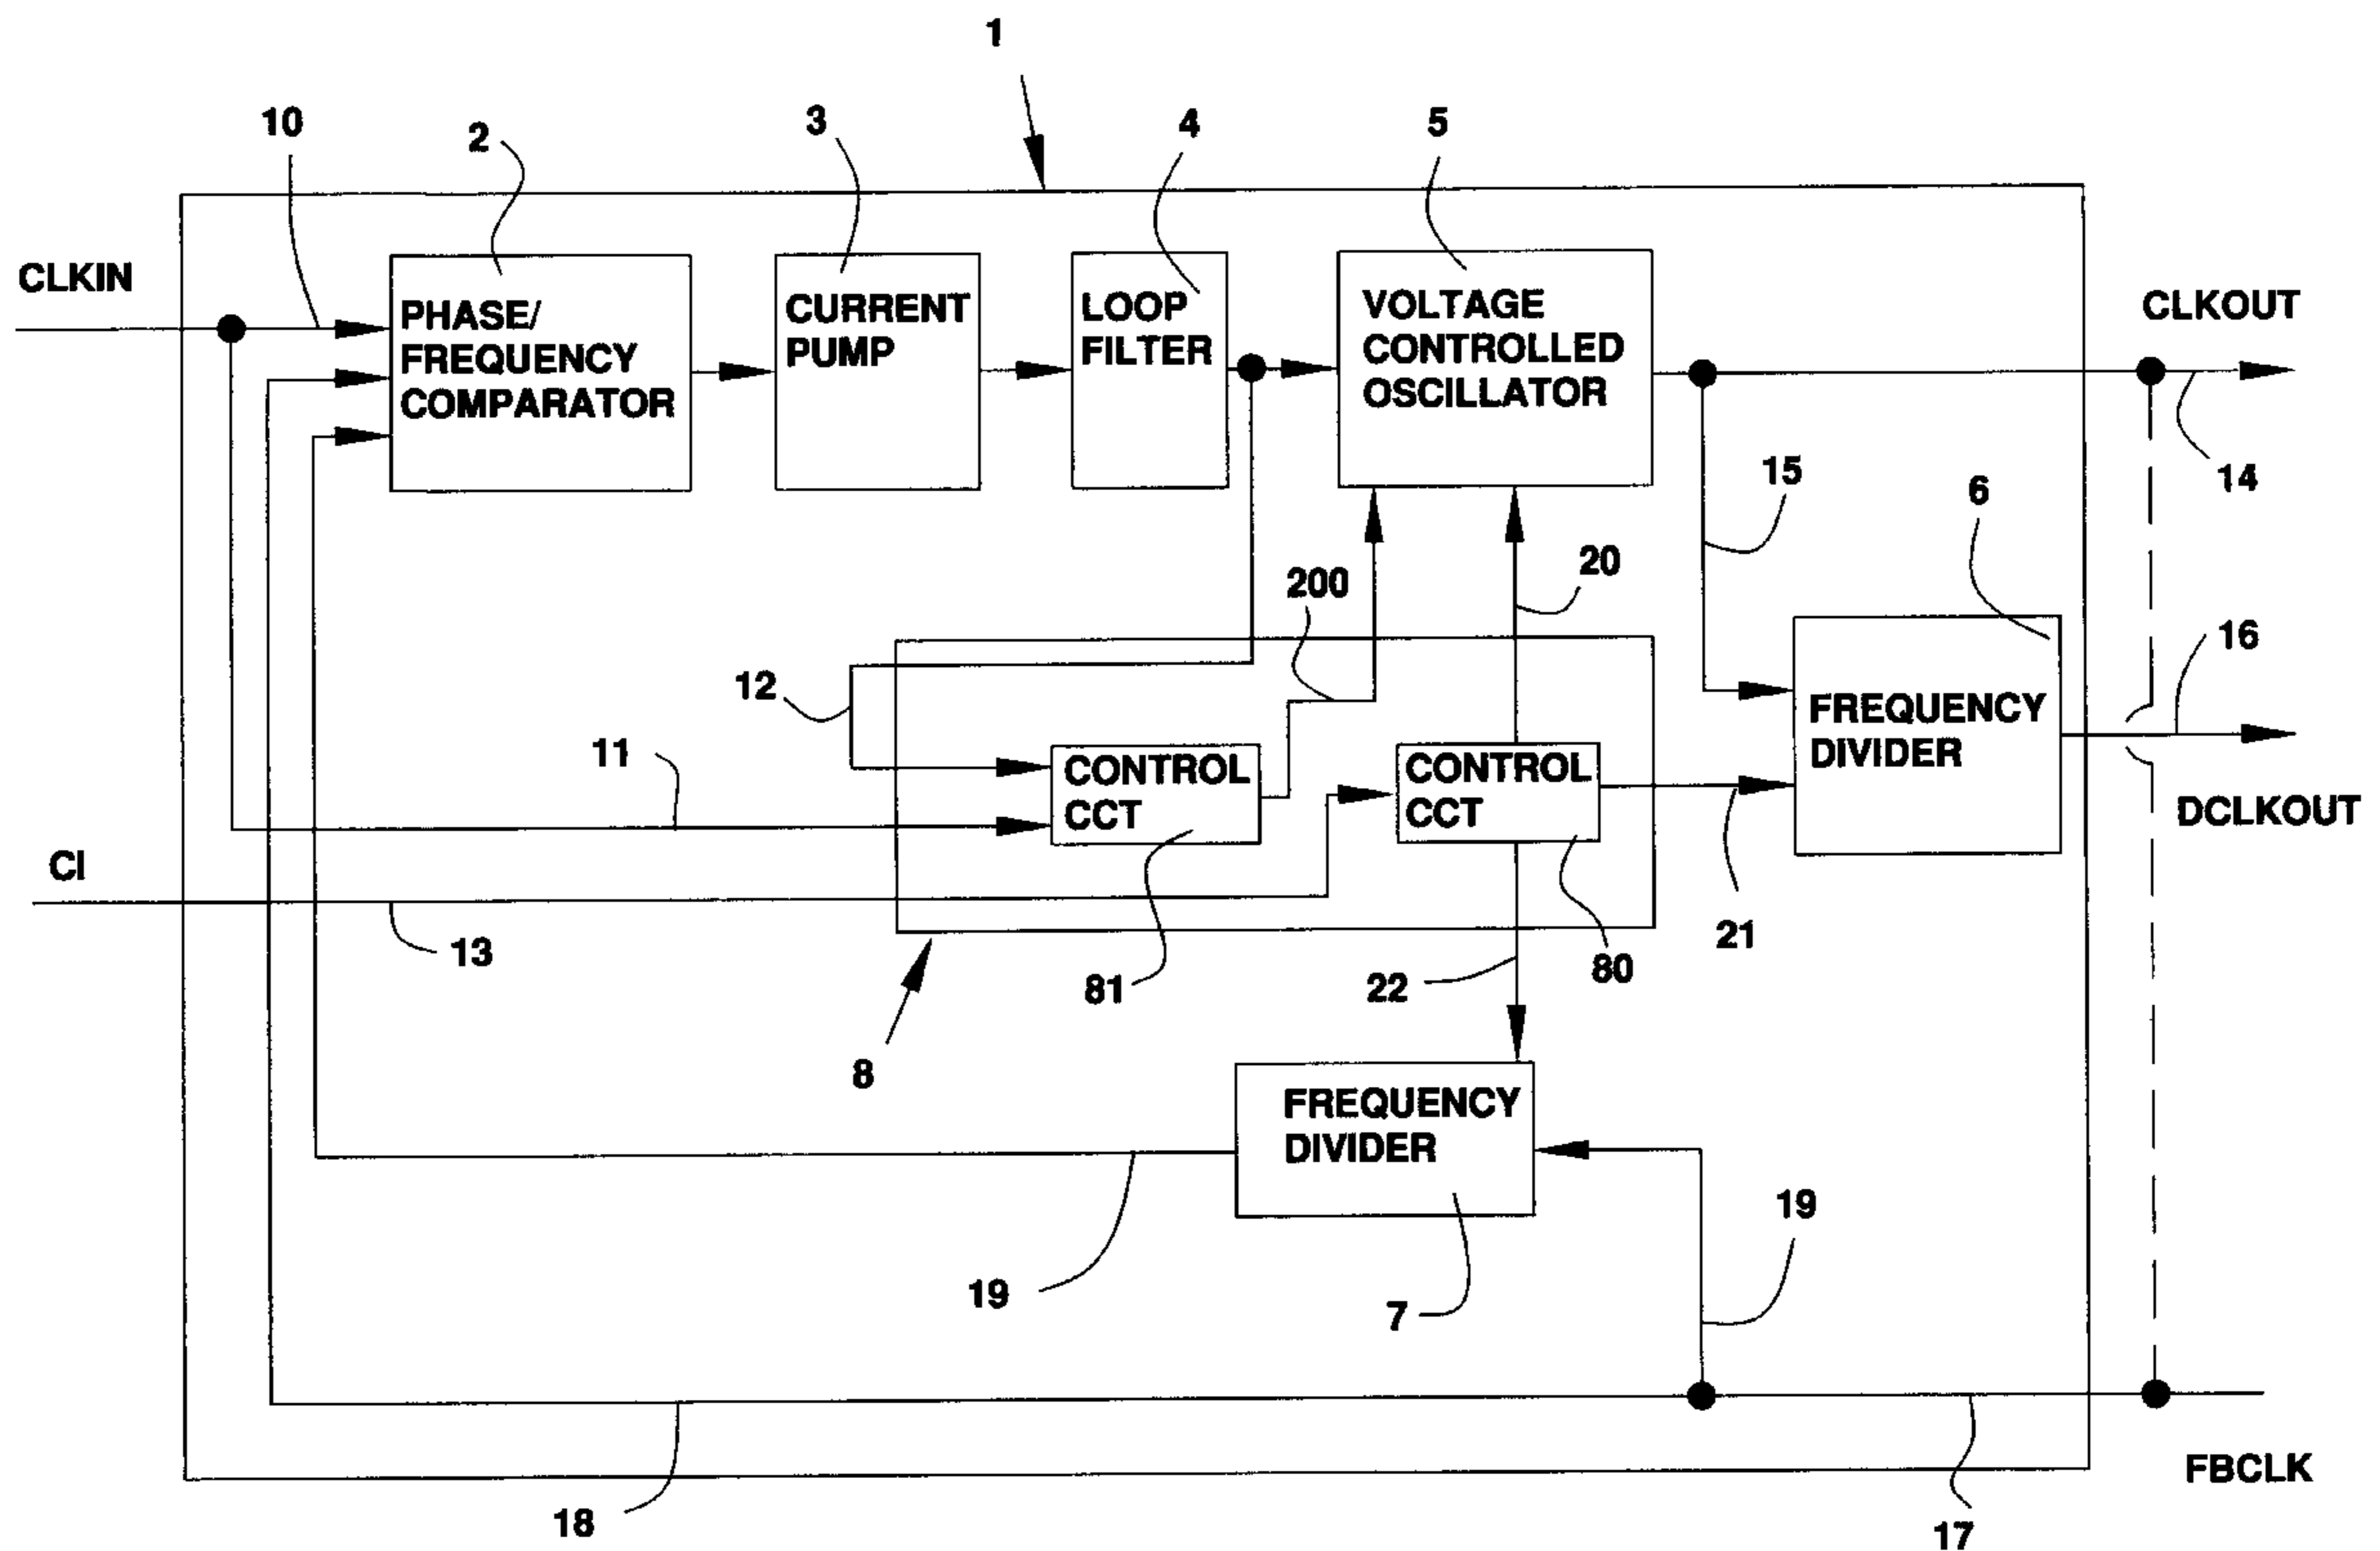 1
10
2
3
4
5
CLKIN
PHASE/
FREQUENCY
COMPARATOR
CURRENT
PUMP
LOOP
FILTER
VOLTAGE
CONTROLLED
OSCILLATOR
CLKOUT
14
15
6
20
200
16
12
11
CONTROL
CCT
CONTROL
CCT
FREQUENCY
DIVIDER
DCLKOUT
CI
13
81
22
80
21
8
FREQUENCY
DIVIDER
19
19
7
18
17
FBCLK